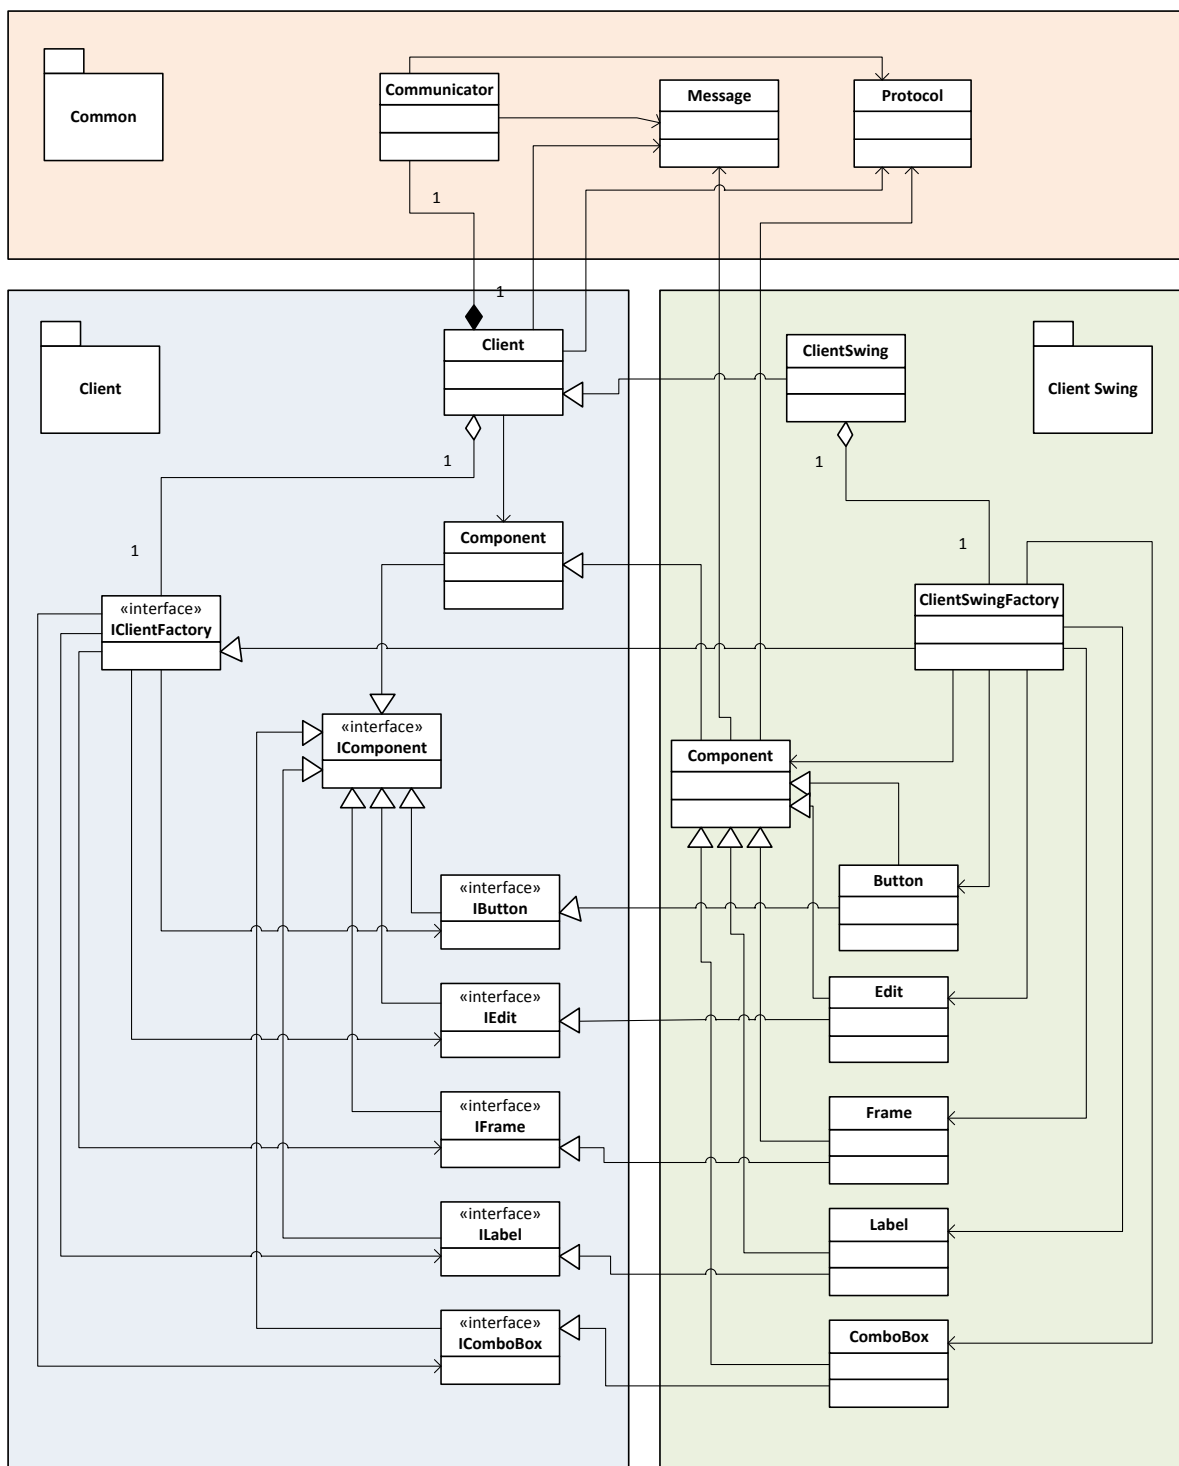 Common
Communicator
Message
Protocol
1
1
Client
Client
ClientSwing
Client Swing
1
1
1
1
Component
«interface»
IClientFactory
ClientSwingFactory
«interface»
IComponent
Component
«interface»
IButton
Button
«interface»
IEdit
Edit
«interface»
IFrame
Frame
«interface»
ILabel
Label
«interface»
IComboBox
ComboBox